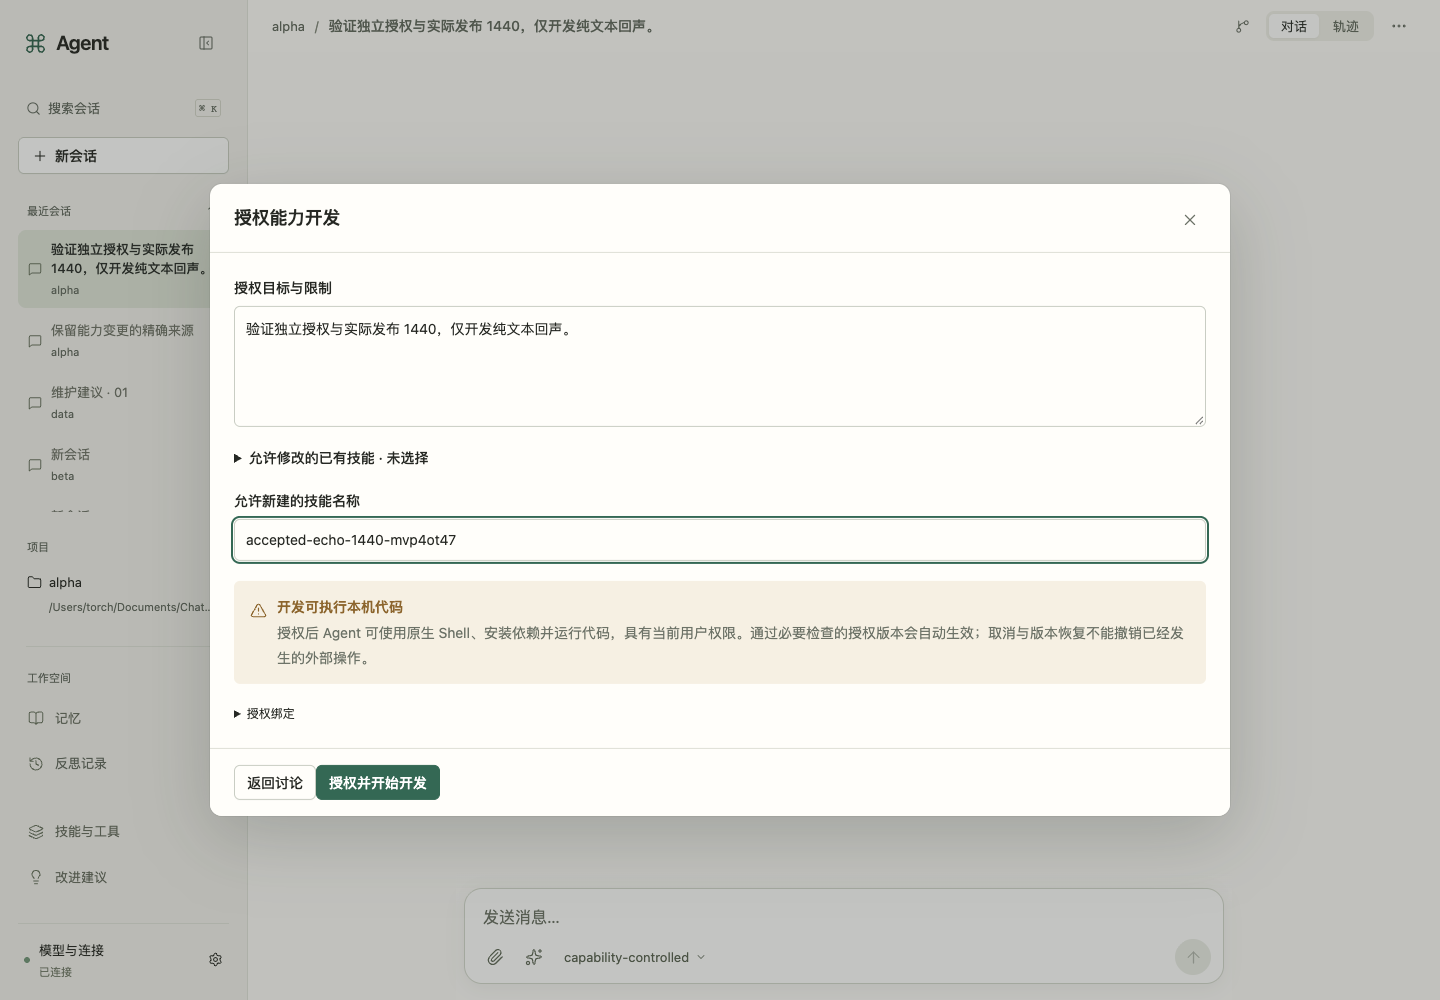 Agent
搜索会话
⌘ K
新会话
最近会话
验证独立授权与实际发布
1440，仅开发纯文本回声。
alpha
保留能力变更的精确来源
alpha
维护建议 · 01
data
新会话
beta
项目
alpha
/Users/torch/Documents/Chat...
工作空间
记忆
反思记录
技能与工具
改进建议
模型与连接
已连接
alpha / 验证独立授权与实际发布 1440，仅开发纯文本回声。
对话
轨迹
授权能力开发
授权目标与限制
验证独立授权与实际发布 1440，仅开发纯文本回声。
允许修改的已有技能 · 未选择
允许新建的技能名称
accepted-echo-1440-mvp4ot47
开发可执行本机代码
授权后 Agent 可使用原生 Shell、安装依赖并运行代码，具有当前用户权限。通过必要检查的授权版本会自动生效；取消与版本恢复不能撤销已经发
生的外部操作。
授权绑定
返回讨论
授权并开始开发
发送消息...
capability-controlled